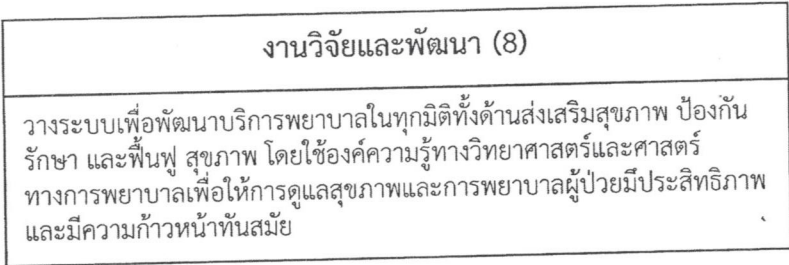 งานวิจัยและพัฒนา (8)
วางระบบเพื่อพัฒนาบริการพยาบาลในทุกมิติทั้งด้านส่งเสริมสุขภาพ ป้องกัน
รักษา และฟื้นฟู สุขภาพ โดยใช้องค์ความรู้ทางวิทยาศาสตร์และศาสตร์
ทางการพยาบาลเพื่อให้การดูแลสุขภาพและการพยาบาลผู้ป่วยมีประสิทธิภาพ
และมีความก้าวหน้าทันสมัย